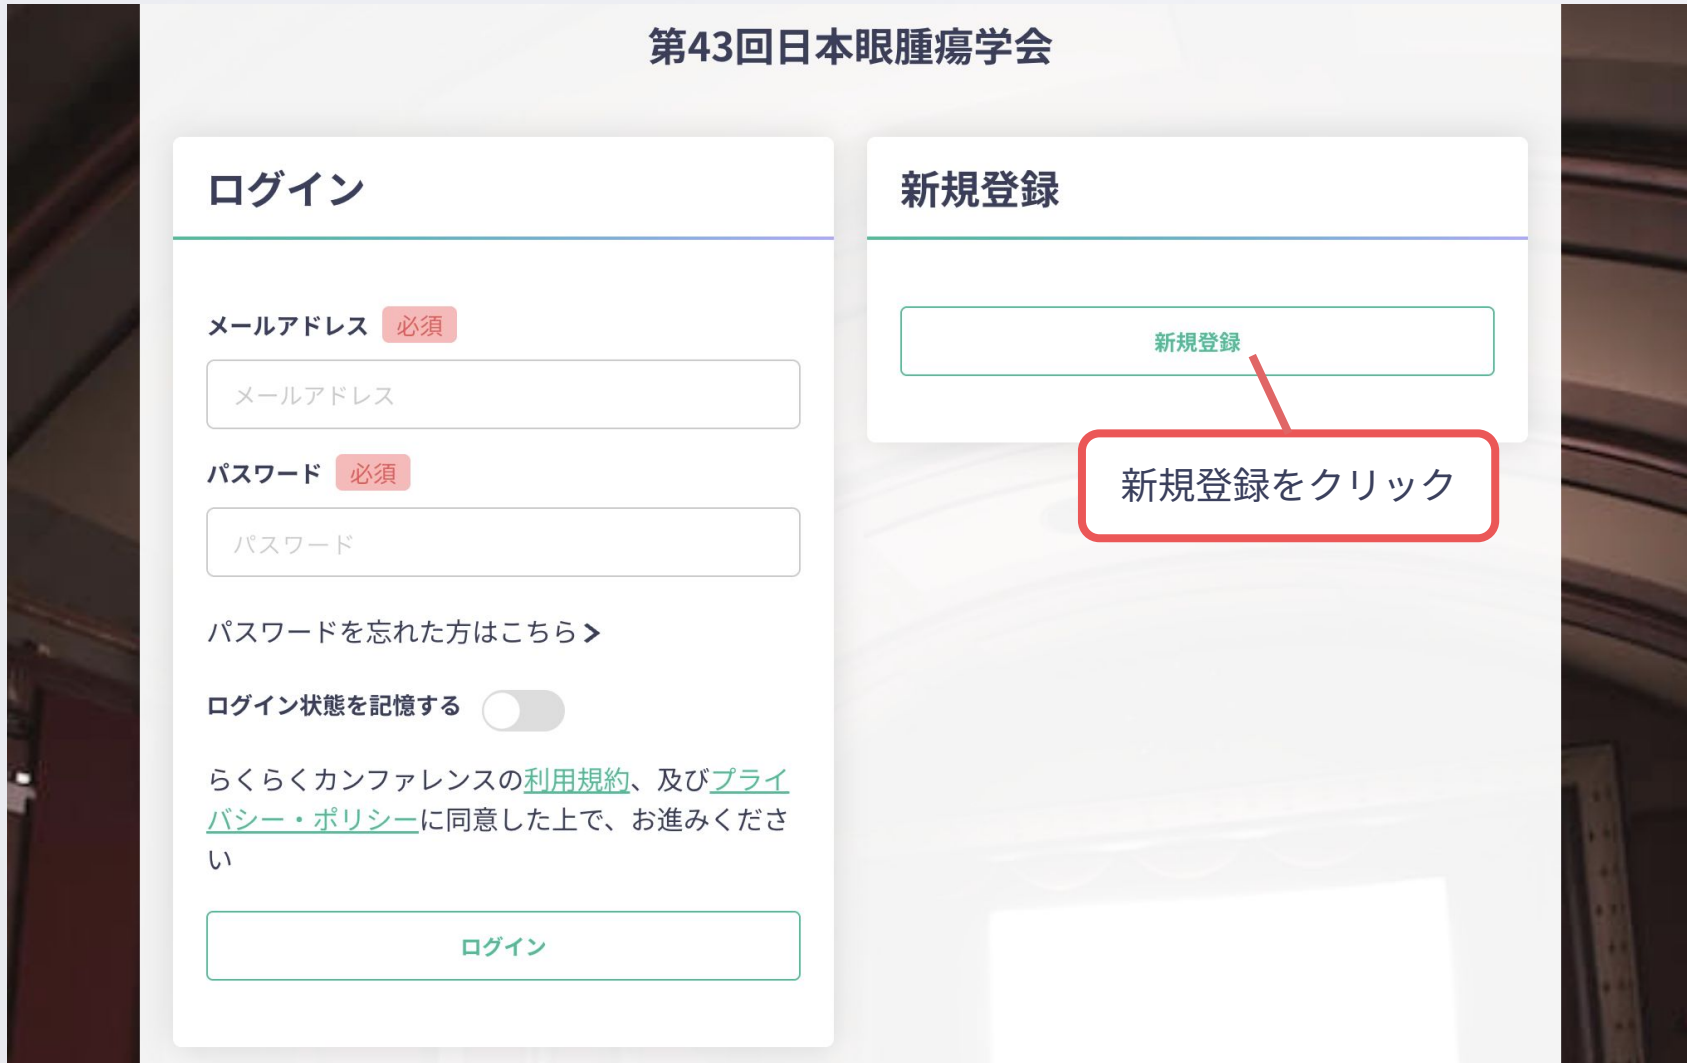 第43回日本眼腫瘍学会
ログイン
メールアドレス 必須
メールアドレス
パスワード 必須
パスワード
パスワードを忘れた方はこちら
ログイン状態を記憶する
らくらくカンファレンスの利用規約、及びプライ
バシー・ポリシーに同意した上で、お進みくださ
い
ログイン
新規登録
新規登録
新規登録をクリック